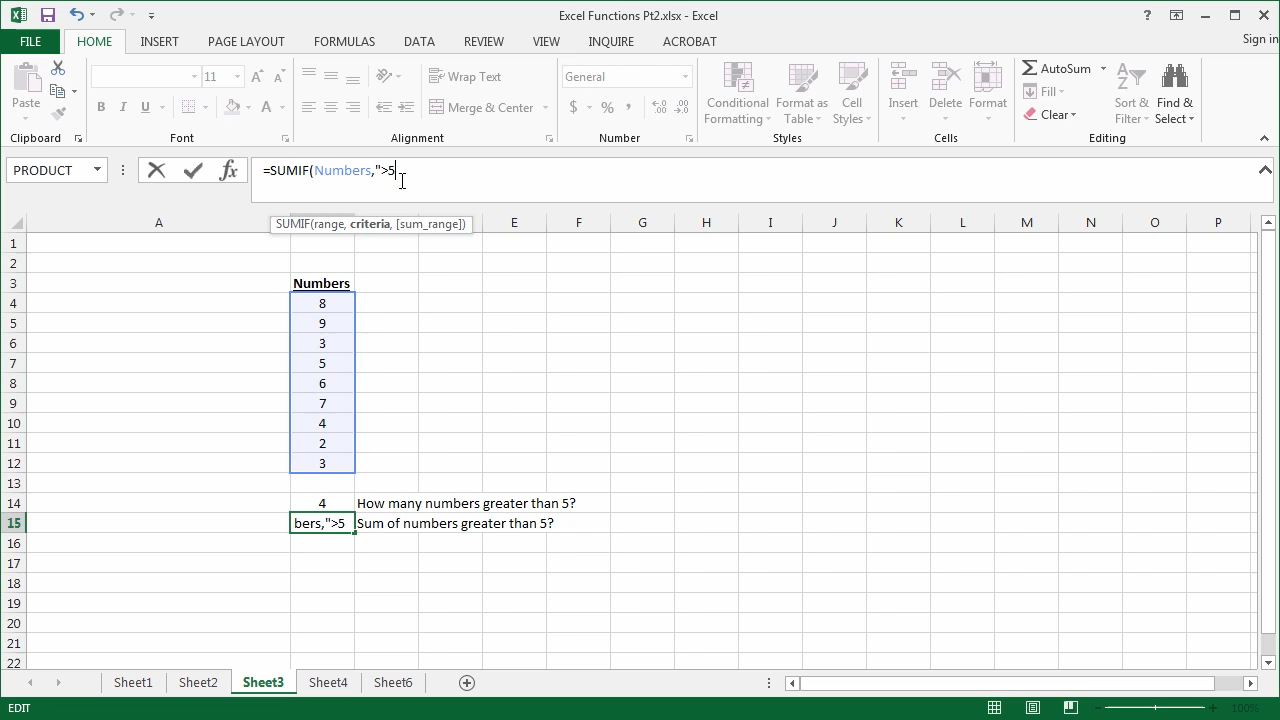 Excel Functions Pt2.xlsx - Excel
?
Sign in
FILE HOME INSERT PAGE LAYOUT FORMULAS DATA REVIEW VIEW INQUIRE ACROBAT
Paste
11 A A
B I U A
Wrap Text
Merge & Center
General
$ % ,
Conditional Formatting
Format as Table
Cell Styles
Insert
Delete
Format
AutoSum
Fill
Clear
Sort & Filter
Find & Select
Clipboard Font Alignment Number Styles Cells Editing
PRODUCT fx =SUMIF(Numbers,">5
SUMIF(range, criteria, [sum_range])
A E F G H I J K L M N O P
1
2
3 Numbers
4 8
5 9
6 3
7 5
8 6
9 7
10 4
11 2
12 3
13
14 4 How many numbers greater than 5?
15 bers,">5 Sum of numbers greater than 5?
16
17
18
19
20
21
22
Sheet1 Sheet2 Sheet3 Sheet4 Sheet6
EDIT 100%